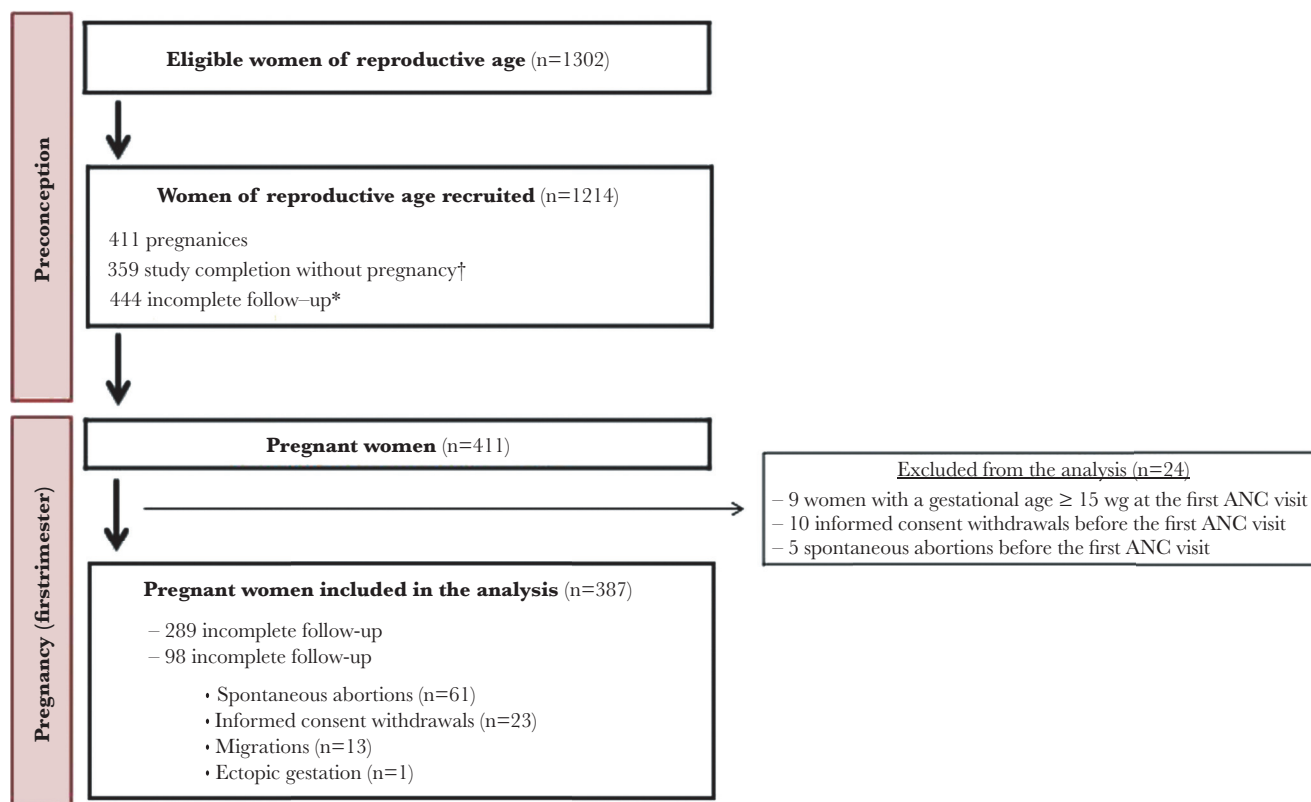 Preconception
Eligible women of reproductive age (n=1302)
Women of reproductive age recruited (n=1214)
411 pregnanices
359 study completion without pregnancy†
444 incomplete follow–up*
Pregnancy (firstrimester)
Pregnant women (n=411)
Excluded from the analysis (n=24)
– 9 women with a gestational age ≥ 15 wg at the first ANC visit
– 10 informed consent withdrawals before the first ANC visit
– 5 spontaneous abortions before the first ANC visit
Pregnant women included in the analysis (n=387)
– 289 incomplete follow-up
– 98 incomplete follow-up
• Spontaneous abortions (n=61)
• Informed consent withdrawals (n=23)
• Migrations (n=13)
• Ectopic gestation (n=1)